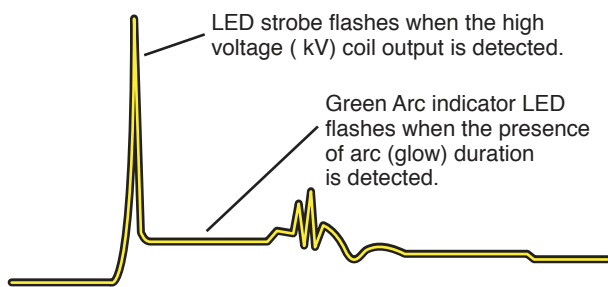 LED strobe flashes when the high
voltage ( kV) coil output is detected.
Green Arc indicator LED
flashes when the presence
of arc (glow) duration
is detected.